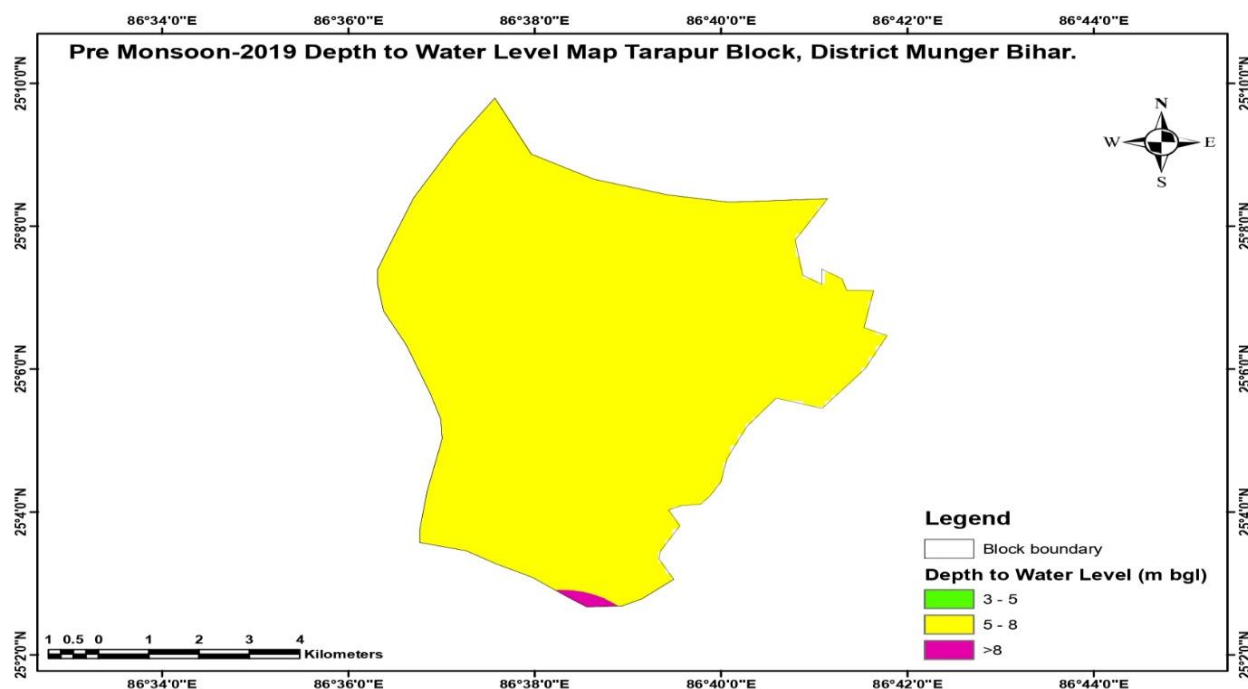 86°34'0"E 86°36'0"E 86°38'0"E 86°40'0"E 86°42'0"E 86°44'0"E
Pre Monsoon-2019 Depth to Water Level Map Tarapur Block, District Munger Bihar.
25°10'0"N 25°10'0"N
N
W E
S
25°8'0"N 25°8'0"N
25°6'0"N 25°6'0"N
25°4'0"N 25°4'0"N
Legend
Block boundary
Depth to Water Level (m bgl)
3 - 5
5 - 8
>8
1 0.5 0 1 2 3 4
Kilometers
25°2'0"N 25°2'0"N
86°34'0"E 86°36'0"E 86°38'0"E 86°40'0"E 86°42'0"E 86°44'0"E